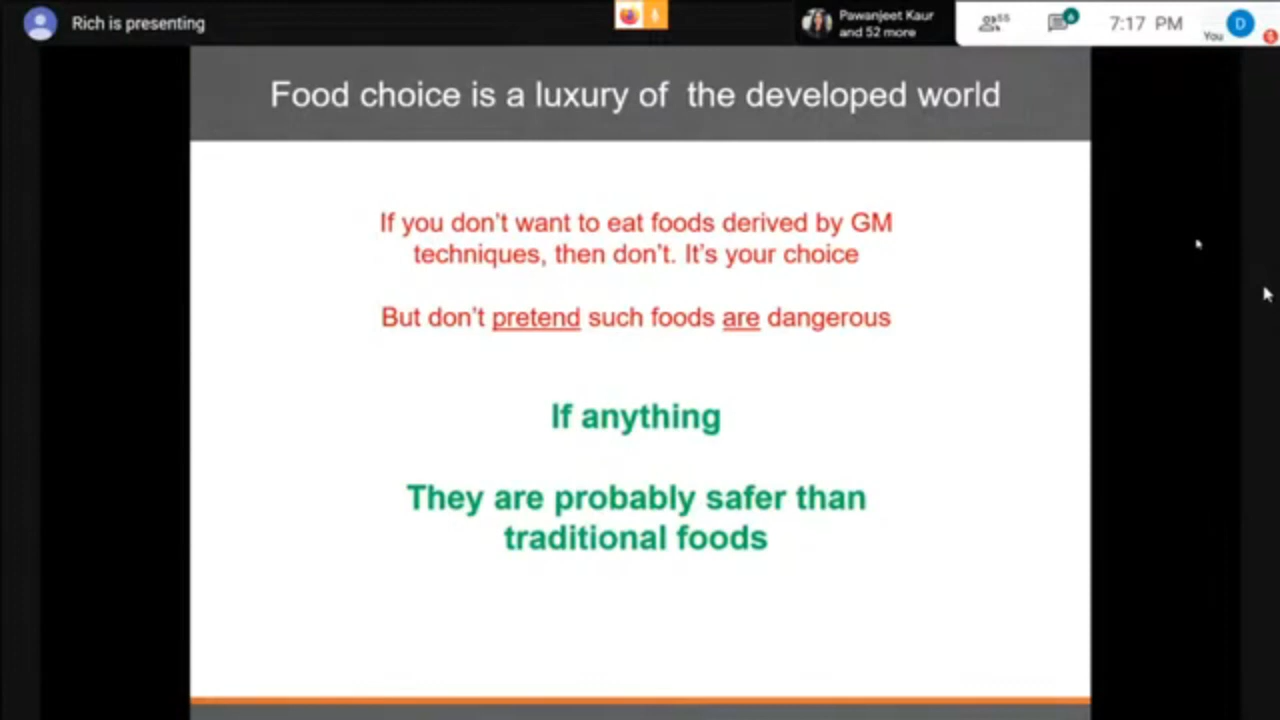 Rich is presenting
Pawanjeet Kaur
and 52 more
55
6
7:17 PM
You
D
Food choice is a luxury of the developed world
If you don't want to eat foods derived by GM
techniques, then don't. It's your choice
But don't pretend such foods are dangerous
If anything
They are probably safer than
traditional foods